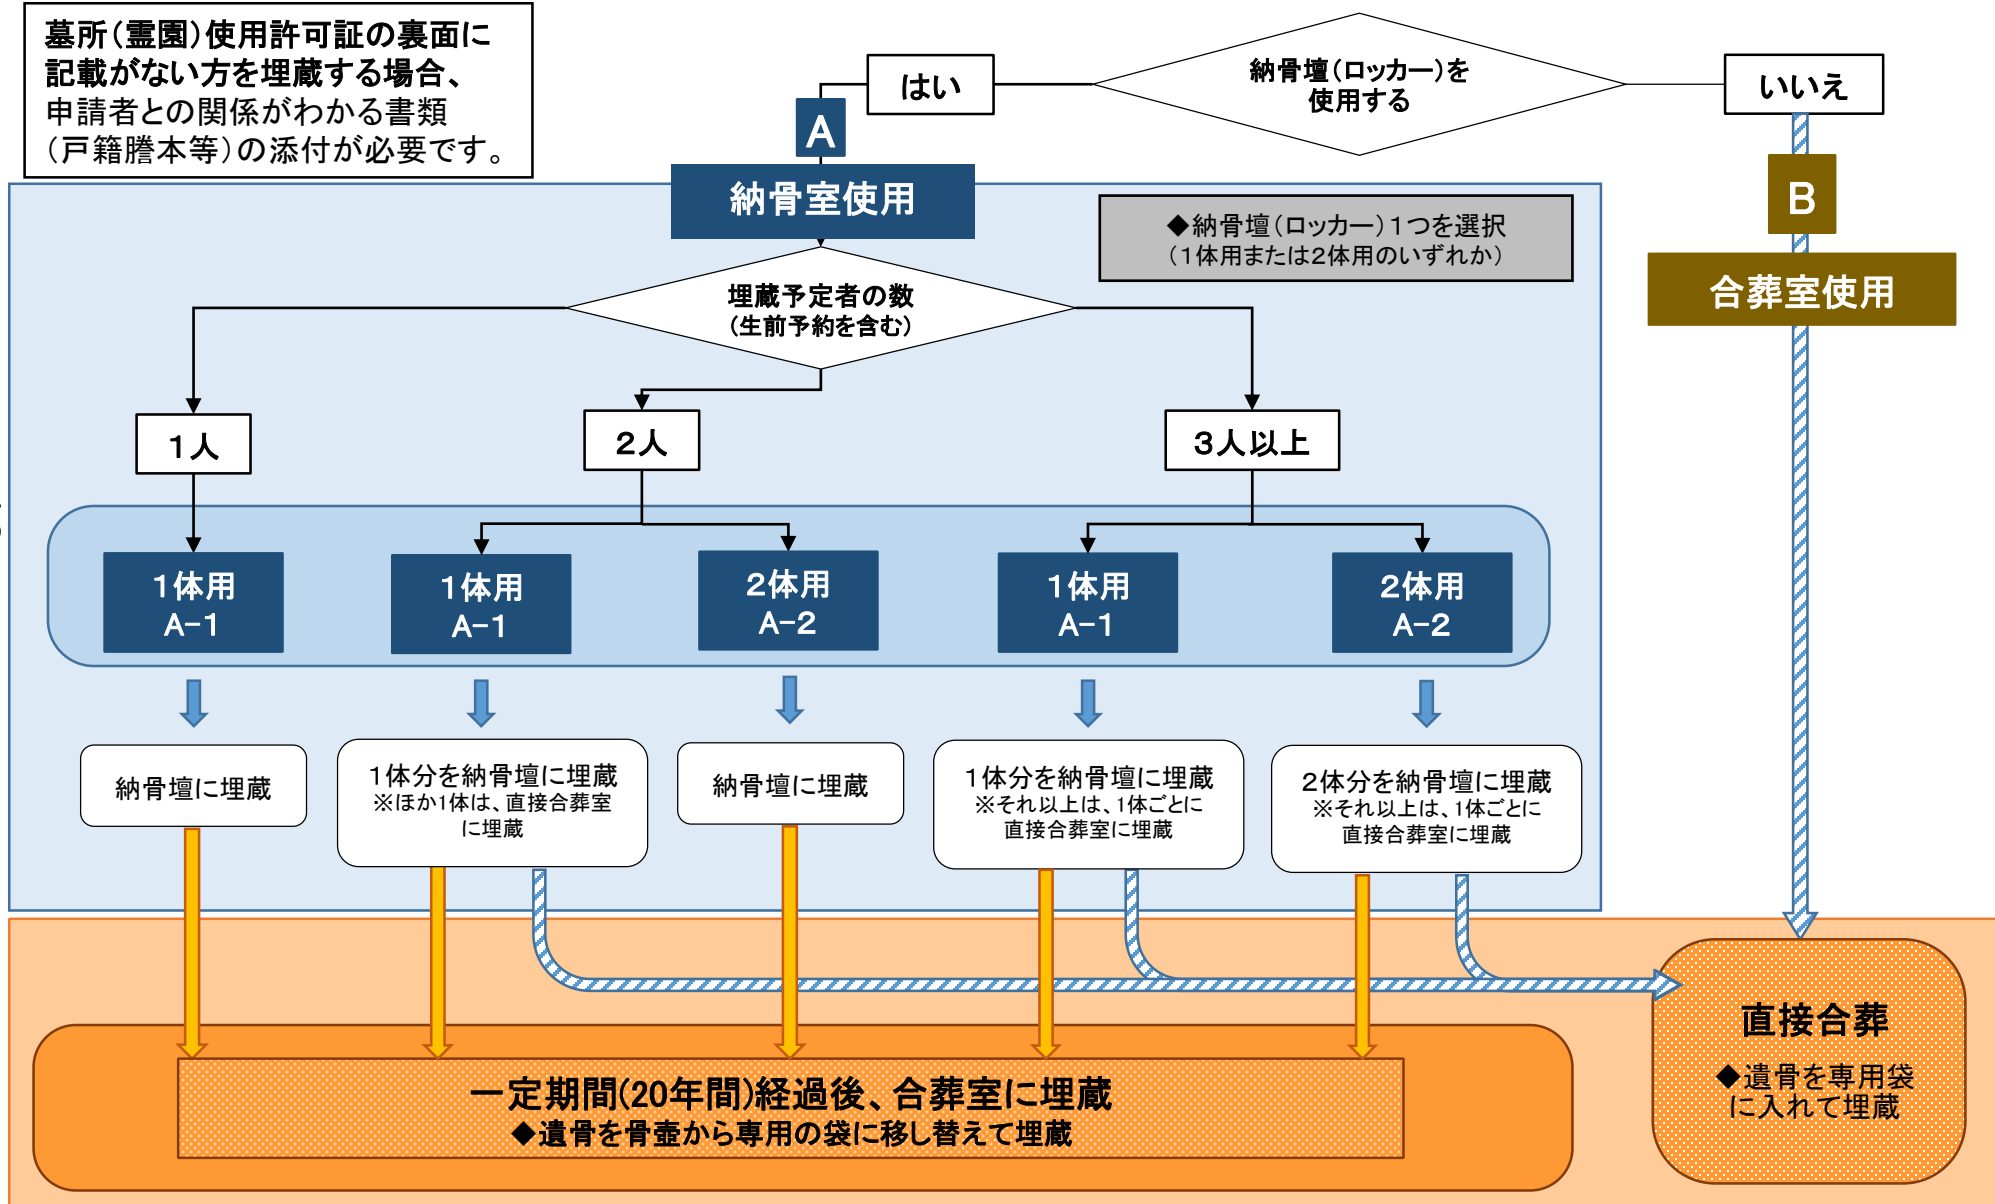 墓所（霊園）使用許可証の裏面に
記載がない方を埋蔵する場合、
申請者との関係がわかる書類
（戸籍謄本等）の添付が必要です。
納骨壇（ロッカー）を
使用する
はい
いいえ
A
B
納骨室使用
◆納骨壇（ロッカー）１つを選択
（１体用または２体用のいずれか）
合葬室使用
埋蔵予定者の数
（生前予約を含む）
１人
２人
３人以上
１体用
A－１
１体用
A－１
２体用
A－２
１体用
A－１
２体用
A－２
納骨壇に埋蔵
１体分を納骨壇に埋蔵
※ほか1体は、直接合葬室
に埋蔵
納骨壇に埋蔵
１体分を納骨壇に埋蔵
※それ以上は、1体ごとに
直接合葬室に埋蔵
２体分を納骨壇に埋蔵
※それ以上は、1体ごとに
直接合葬室に埋蔵
直接合葬
◆遺骨を専用袋
に入れて埋蔵
一定期間(20年間)経過後、合葬室に埋蔵
◆遺骨を骨壺から専用の袋に移し替えて埋蔵